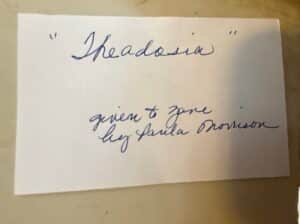 "Theadosia"
given to Zane
by Paula Morrison